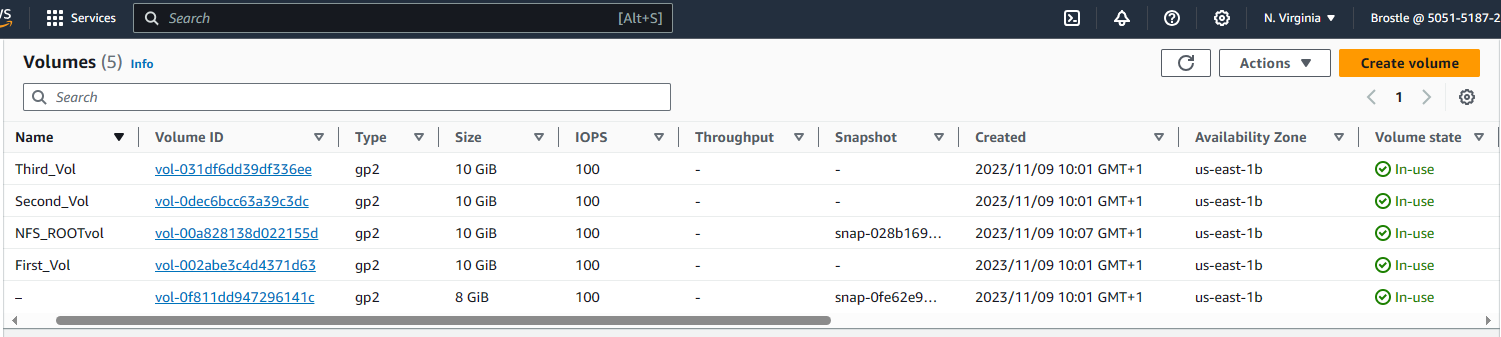 Services Search [Alt+S] N. Virginia Brostle @ 5051-5187-2
Volumes (5) Info Actions Create volume
Search 1
Name Volume ID Type Size IOPS Throughput Snapshot Created Availability Zone Volume state
Third_Vol vol-031df6dd39df336ee gp2 10 GiB 100 - - 2023/11/09 10:01 GMT+1 us-east-1b In-use
Second_Vol vol-0dec6bcc63a39c3dc gp2 10 GiB 100 - - 2023/11/09 10:01 GMT+1 us-east-1b In-use
NFS_ROOTvol vol-00a828138d022155d gp2 10 GiB 100 - snap-028b169... 2023/11/09 10:07 GMT+1 us-east-1b In-use
First_Vol vol-002abe3c4d4371d63 gp2 10 GiB 100 - - 2023/11/09 10:01 GMT+1 us-east-1b In-use
– vol-0f811dd947296141c gp2 8 GiB 100 - snap-0fe62e9... 2023/11/09 10:01 GMT+1 us-east-1b In-use